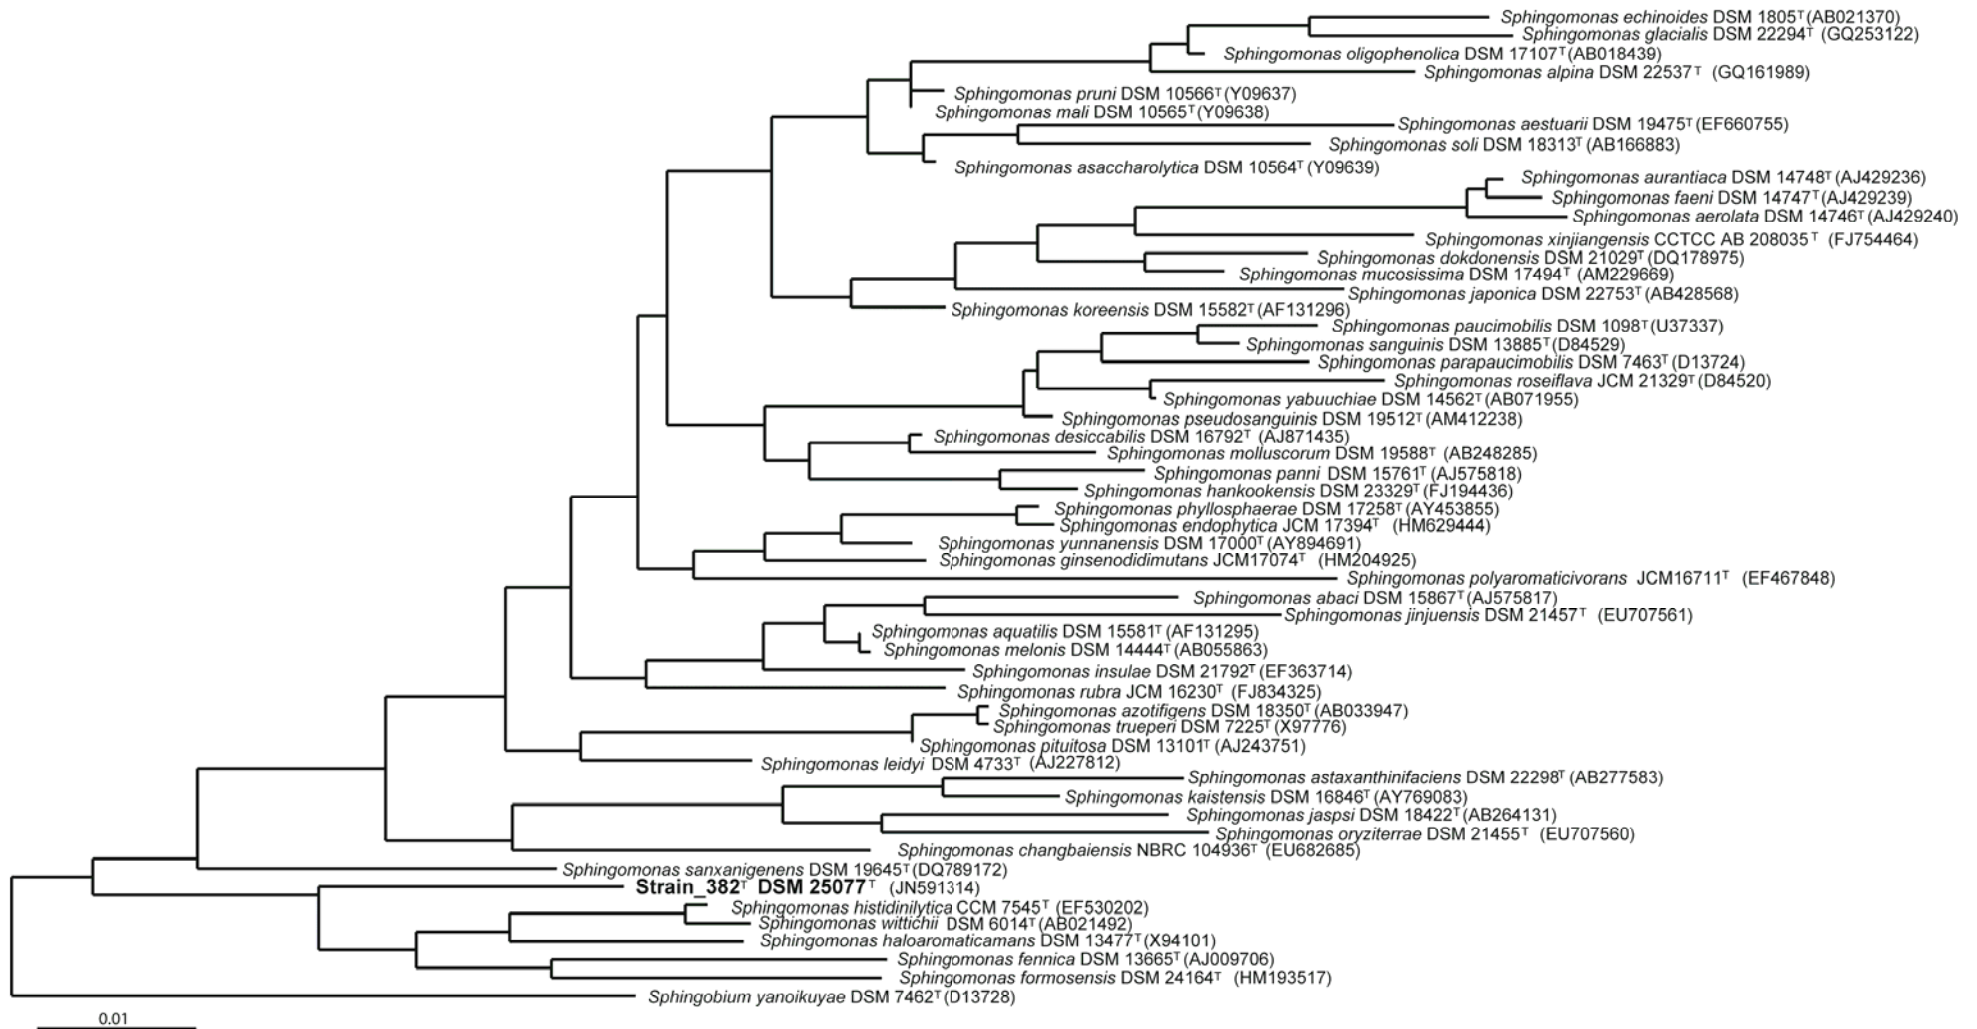 Sphingomonas echinoides DSM 1805ᵀ (AB021370)
Sphingomonas glacialis DSM 22294ᵀ (GQ253122)
Sphingomonas oligophenolica DSM 17107ᵀ (AB018439)
Sphingomonas alpina DSM 22537ᵀ (GQ161989)
Sphingomonas pruni DSM 10566ᵀ (Y09637)
Sphingomonas mali DSM 10565ᵀ (Y09638)
Sphingomonas aestuarii DSM 19475ᵀ (EF660755)
Sphingomonas soli DSM 18313ᵀ (AB166883)
Sphingomonas asaccharolytica DSM 10564ᵀ (Y09639)
Sphingomonas aurantiaca DSM 14748ᵀ (AJ429236)
Sphingomonas faeni DSM 14747ᵀ (AJ429239)
Sphingomonas aerolata DSM 14746ᵀ (AJ429240)
Sphingomonas xinjiangensis CCTCC AB 208035ᵀ (FJ754464)
Sphingomonas dokdonensis DSM 21029ᵀ (DQ178975)
Sphingomonas mucosissima DSM 17494ᵀ (AM229669)
Sphingomonas japonica DSM 22753ᵀ (AB428568)
Sphingomonas koreensis DSM 15582ᵀ (AF131296)
Sphingomonas paucimobilis DSM 1098ᵀ (U37337)
Sphingomonas sanguinis DSM 13885ᵀ (D84529)
Sphingomonas parapaucimobilis DSM 7463ᵀ (D13724)
Sphingomonas roseiflava JCM 21329ᵀ (D84520)
Sphingomonas yabuuchiae DSM 14562ᵀ (AB071955)
Sphingomonas pseudosanguinis DSM 19512ᵀ (AM412238)
Sphingomonas desiccabilis DSM 16792ᵀ (AJ871435)
Sphingomonas molluscorum DSM 19588ᵀ (AB248285)
Sphingomonas panni DSM 15761ᵀ (AJ575818)
Sphingomonas hankookensis DSM 23329ᵀ (FJ194436)
Sphingomonas phyllosphaerae DSM 17258ᵀ (AY453855)
Sphingomonas endophytica JCM 17394ᵀ (HM629444)
Sphingomonas yunnanensis DSM 17000ᵀ (AY894691)
Sphingomonas ginsenodidimutans JCM17074ᵀ (HM204925)
Sphingomonas polyaromaticivorans JCM16711ᵀ (EF467848)
Sphingomonas abaci DSM 15867ᵀ (AJ575817)
Sphingomonas jinjuensis DSM 21457ᵀ (EU707561)
Sphingomonas aquatilis DSM 15581ᵀ (AF131295)
Sphingomonas melonis DSM 14444ᵀ (AB055863)
Sphingomonas insulae DSM 21792ᵀ (EF363714)
Sphingomonas rubra JCM 16230ᵀ (FJ834325)
Sphingomonas azotifigens DSM 18350ᵀ (AB033947)
Sphingomonas trueperi DSM 7225ᵀ (X97776)
Sphingomonas pituitosa DSM 13101ᵀ (AJ243751)
Sphingomonas leidyi DSM 4733ᵀ (AJ227812)
Sphingomonas astaxanthinifaciens DSM 22298ᵀ (AB277583)
Sphingomonas kaistensis DSM 16846ᵀ (AY769083)
Sphingomonas jaspsi DSM 18422ᵀ (AB264131)
Sphingomonas oryziterrae DSM 21455ᵀ (EU707560)
Sphingomonas changbaiensis NBRC 104936ᵀ (EU682685)
Sphingomonas sanxanigenens DSM 19645ᵀ (DQ789172)
Strain_382ᵀ DSM 25077ᵀ (JN591314)
Sphingomonas histidinilytica CCM 7545ᵀ (EF530202)
Sphingomonas wittichii DSM 6014ᵀ (AB021492)
Sphingomonas haloaromaticamans DSM 13477ᵀ (X94101)
Sphingomonas fennica DSM 13665ᵀ (AJ009706)
Sphingomonas formosensis DSM 24164ᵀ (HM193517)
Sphingobium yanoikuyae DSM 7462ᵀ (D13728)
0.01